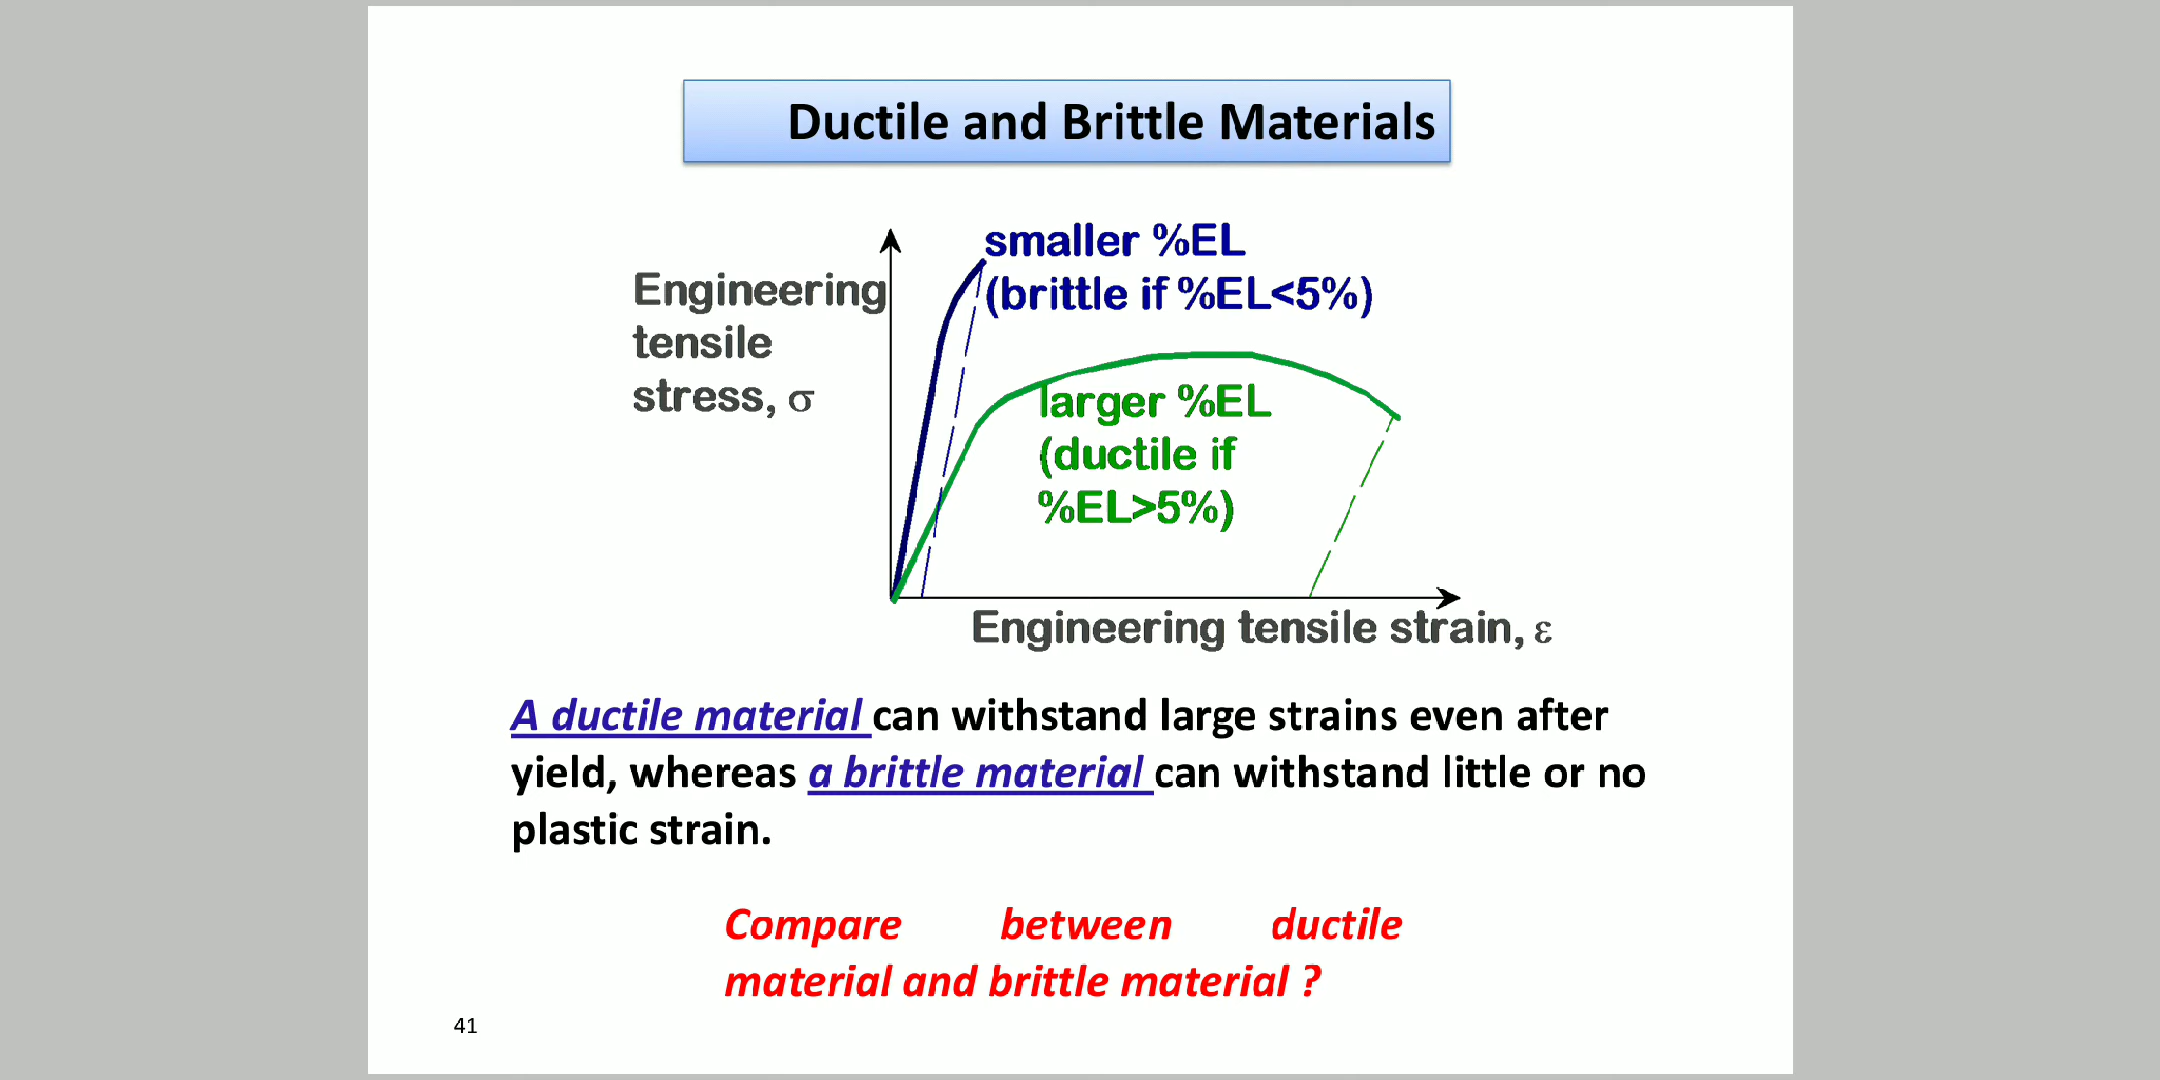 Ductile and Brittle Materials
smaller %EL
(brittle if %EL<5%)
Engineering
tensile
stress, σ
larger %EL
(ductile if
%EL>5%)
Engineering tensile strain, ε
A ductile material can withstand large strains even after
yield, whereas a brittle material can withstand little or no
plastic strain.
Compare between ductile
material and brittle material ?
41